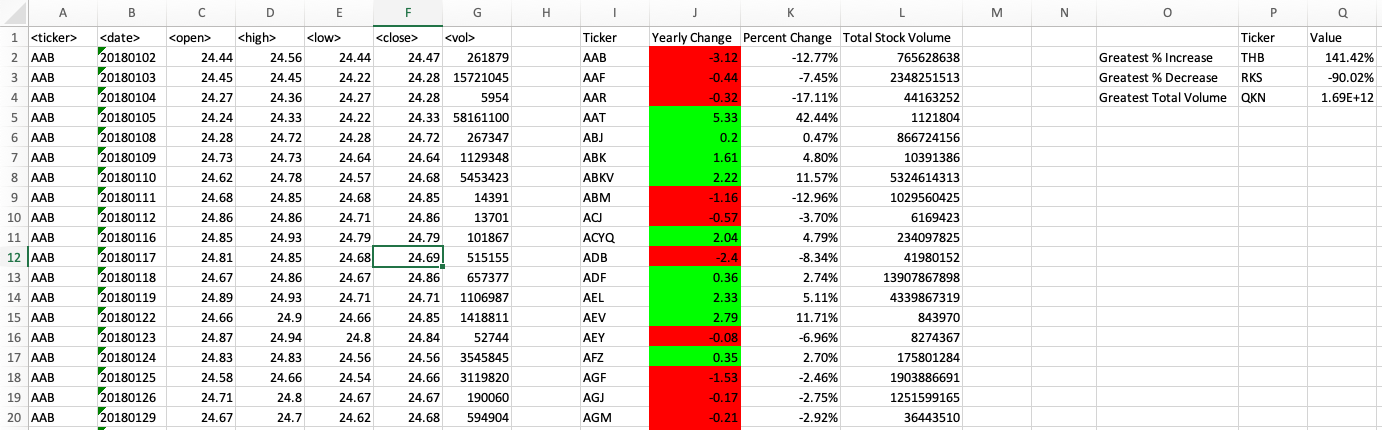 A B C D E F G H I J K L M N O P Q
1 <ticker> <date> <open> <high> <low> <close> <vol> Ticker Yearly Change Percent Change Total Stock Volume Ticker Value
2 AAB 20180102 24.44 24.56 24.44 24.47 261879 AAB -3.12 -12.77% 765628638 Greatest % Increase THB 141.42%
3 AAB 20180103 24.45 24.45 24.22 24.28 15721045 AAF -0.44 -7.45% 2348251513 Greatest % Decrease RKS -90.02%
4 AAB 20180104 24.27 24.36 24.27 24.28 5954 AAR -0.32 -17.11% 44163252 Greatest Total Volume QKN 1.69E+12
5 AAB 20180105 24.24 24.33 24.22 24.33 58161100 AAT 5.33 42.44% 1121804
6 AAB 20180108 24.28 24.72 24.28 24.72 267347 ABJ 0.2 0.47% 866724156
7 AAB 20180109 24.73 24.73 24.64 24.64 1129348 ABK 1.61 4.80% 10391386
8 AAB 20180110 24.62 24.78 24.57 24.68 5453423 ABKV 2.22 11.57% 5324614313
9 AAB 20180111 24.68 24.85 24.68 24.85 14391 ABM -1.16 -12.96% 1029560425
10 AAB 20180112 24.86 24.86 24.71 24.86 13701 ACJ -0.57 -3.70% 6169423
11 AAB 20180116 24.85 24.93 24.79 24.79 101867 ACYQ 2.04 4.79% 234097825
12 AAB 20180117 24.81 24.85 24.68 24.69 515155 ADB -2.4 -8.34% 41980152
13 AAB 20180118 24.67 24.86 24.67 24.86 657377 ADF 0.36 2.74% 13907867898
14 AAB 20180119 24.89 24.93 24.71 24.71 1106987 AEL 2.33 5.11% 4339867319
15 AAB 20180122 24.66 24.9 24.66 24.85 1418811 AEV 2.79 11.71% 843970
16 AAB 20180123 24.87 24.94 24.8 24.84 52744 AEY -0.08 -6.96% 8274367
17 AAB 20180124 24.83 24.83 24.56 24.56 3545845 AFZ 0.35 2.70% 175801284
18 AAB 20180125 24.58 24.66 24.54 24.66 3119820 AGF -1.53 -2.46% 1903886691
19 AAB 20180126 24.71 24.8 24.67 24.67 190060 AGJ -0.17 -2.75% 1251599165
20 AAB 20180129 24.67 24.7 24.62 24.68 594904 AGM -0.21 -2.92% 36443510